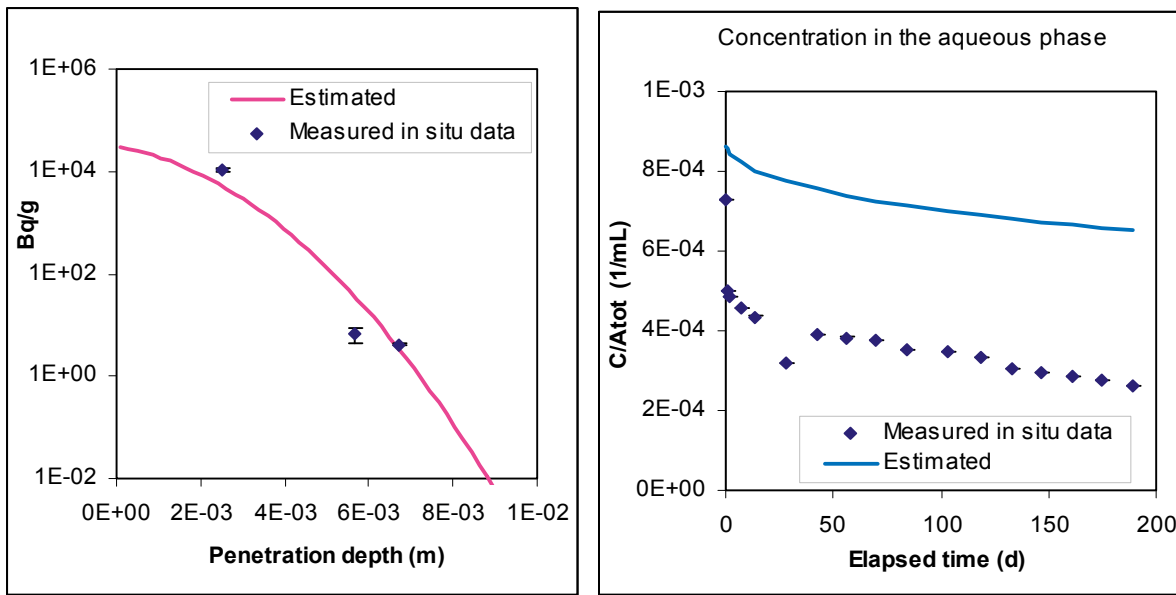 1E+06
1E+04
1E+02
1E+00
1E-02
Bq/g
Estimated
Measured in situ data
0E+00 2E-03 4E-03 6E-03 8E-03 1E-02
Penetration depth (m)
Concentration in the aqueous phase
1E-03
8E-04
6E-04
4E-04
2E-04
0E+00
C/Atot (1/mL)
Measured in situ data
Estimated
0 50 100 150 200
Elapsed time (d)